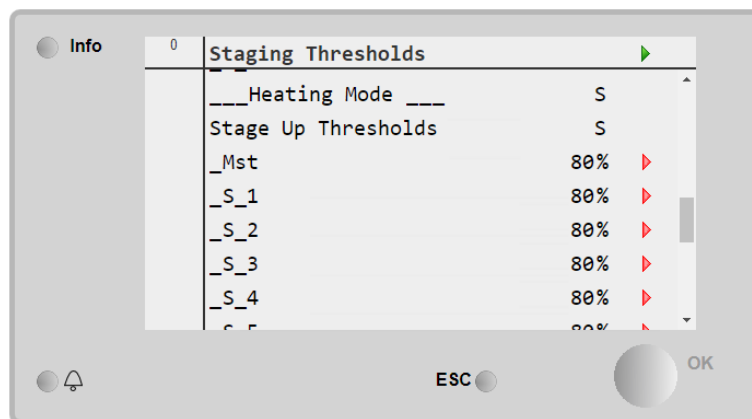 Info
0
Staging Thresholds
___Heating Mode ___ S
Stage Up Thresholds S
_Mst 80%
_S_1 80%
_S_2 80%
_S_3 80%
_S_4 80%
ESC
OK